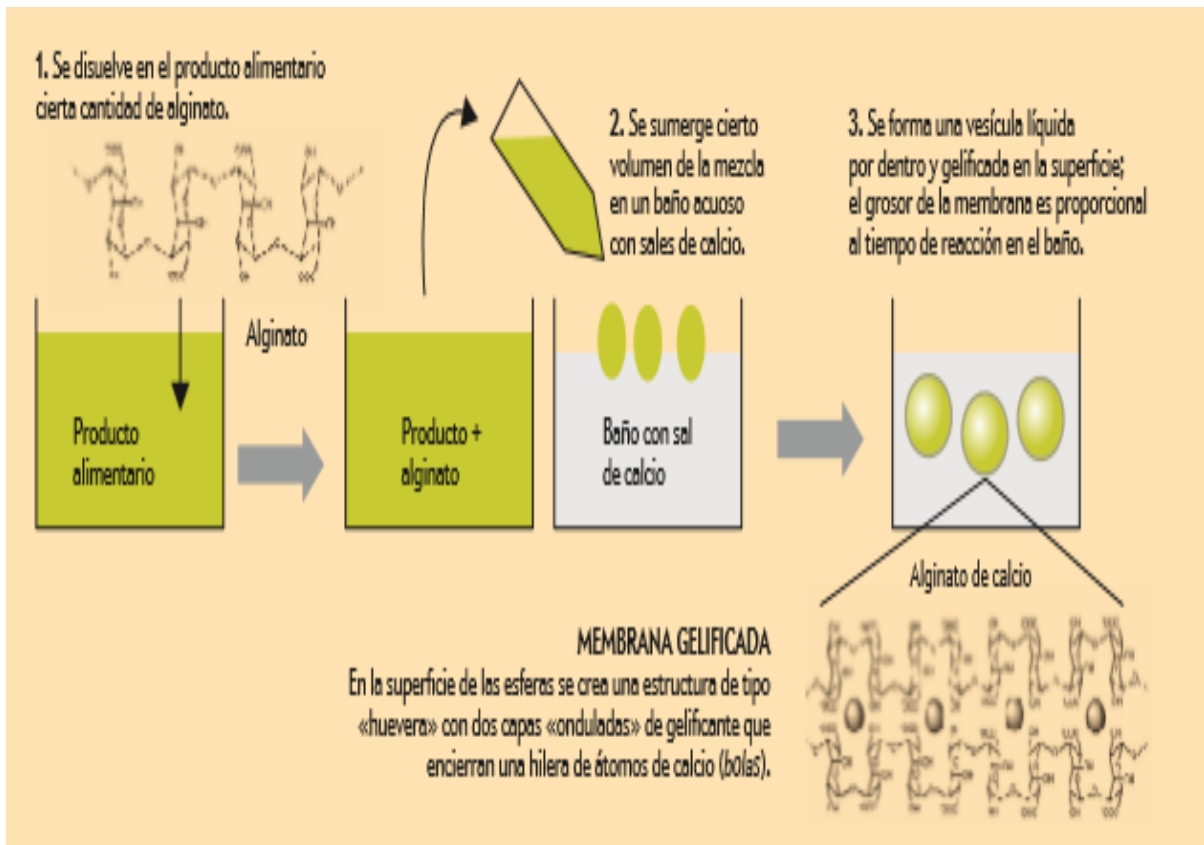 1. Se disuelve en el producto alimentario
cierta cantidad de alginato.
2. Se sumerge cierto
volumen de la mezcla
en un baño acuoso
con sales de calcio.
3. Se forma una vesícula líquida
por dentro y gelificada en la superficie;
el grosor de la membrana es proporcional
al tiempo de reacción en el baño.
Alginato
Producto
alimentario
Producto +
alginato
Baño con sal
de calcio
Alginato de calcio
MEMBRANA GELIFICADA
En la superficie de las esferas se crea una estructura de tipo
«huevera» con dos capas «onduladas» de gelificante que
encierran una hilera de átomos de calcio (bolas).